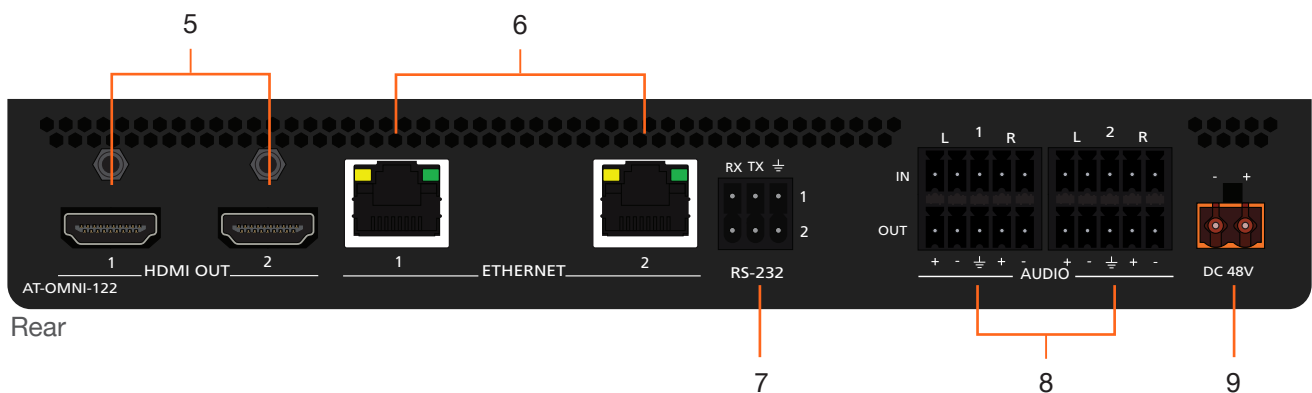 5 6
L 1 R L 2 R
RX TX ⏚
IN
- +
1
2
OUT
1 HDMI OUT 2
1 ETHERNET 2
RS-232
+ - ⏚ + - + - ⏚ + -
AUDIO
DC 48V
AT-OMNI-122
Rear
7 8 9